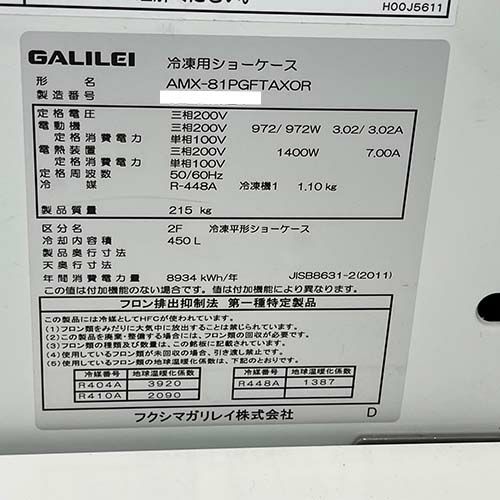 H00J5611
GALILEI 冷凍用ショーケース
形 名 AMX-81PGFTAXOR
製造番号
定格電圧 三相200V
電動機 三相200V 972/972W 3.02/3.02A
定格消費電力 単相100V
電熱装置 三相200V 1400W 7.00A
定格消費電力 単相100V
定格周波数 50/60Hz
冷 媒 R-448A 冷凍機1 1.10kg
製品質量 215 kg
区分名 2F 冷凍平形ショーケース
冷却内容積 450L
製品奥行寸法
天奥行寸法
年間消費電力量 8934 kWh/年 JISB8631-2(2011)
この値は付加機能のない場合です。値は付加機能により異なります。
フロン排出抑制法 第一種特定製品
この製品には冷媒としてHFCが使われています。
(1)フロン類をみだりに大気中に放出することは禁じられています。
(2)この製品を廃棄・整備する場合には、フロン類の回収が必要です。
(3)フロン類の種類及び数量は、この銘板に記載されています。
(4)使用しているフロン類が未回収の場合、引き渡し禁止です。
(5)使用しているフロン類の地球温暖化係数は、下記のとおりです。
冷媒番号 地球温暖化係数 冷媒番号 地球温暖化係数
R404A 3920 R448A 1387
R410A 2090
フクシマガリレイ株式会社 D